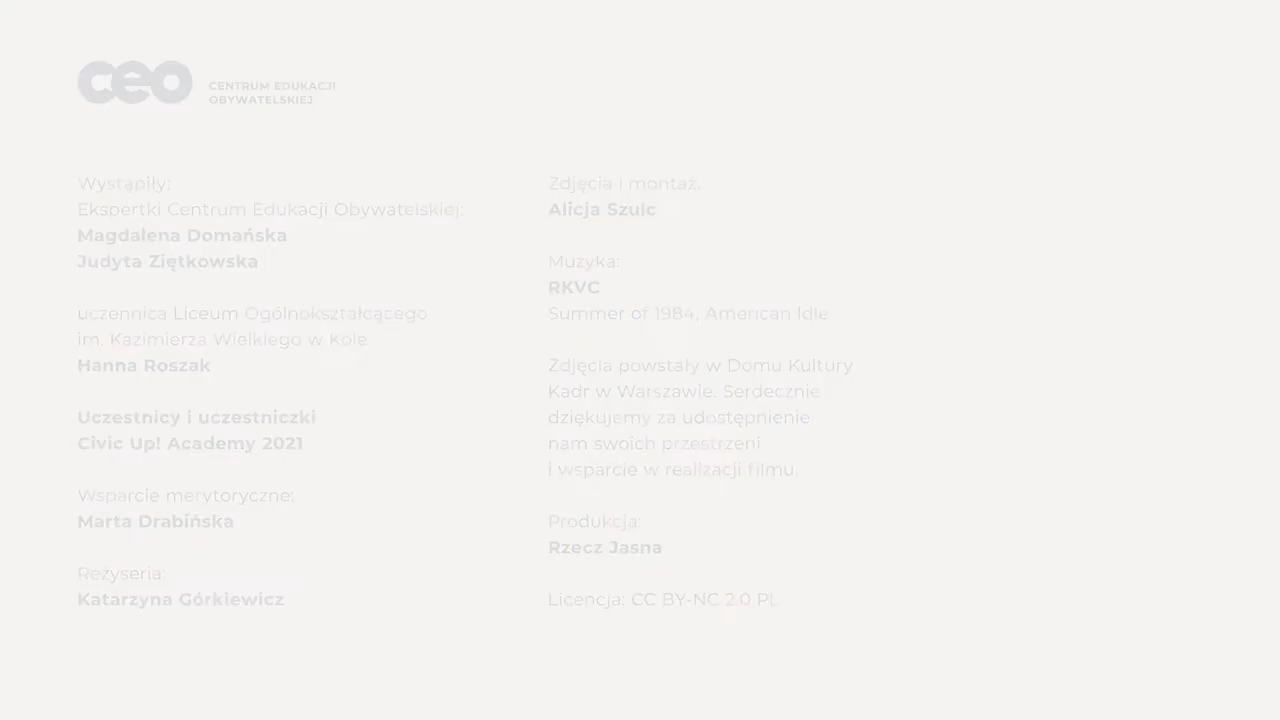 ceo
CENTRUM EDUKACJI
OBYWATELSKIEJ
Wystąpiły:
Ekspertki Centrum Edukacji Obywatelskiej:
Magdalena Domańska
Judyta Ziętkowska
uczennica Liceum Ogólnokształcącego
im. Kazimierza Wielkiego w Kole
Hanna Roszak
Uczestnicy i uczestniczki
Civic Up! Academy 2021
Wsparcie merytoryczne:
Marta Drabińska
Reżyseria:
Katarzyna Górkiewicz
Zdjęcia i montaż:
Alicja Szulc
Muzyka:
RKVC
Summer of 1984, American Idle
Zdjęcia powstały w Domu Kultury
Kadr w Warszawie. Serdecznie
dziękujemy za udostępnienie
nam swoich przestrzeni
i wsparcie w realizacji filmu.
Produkcja:
Rzecz Jasna
Licencja: CC BY-NC 2.0 PL